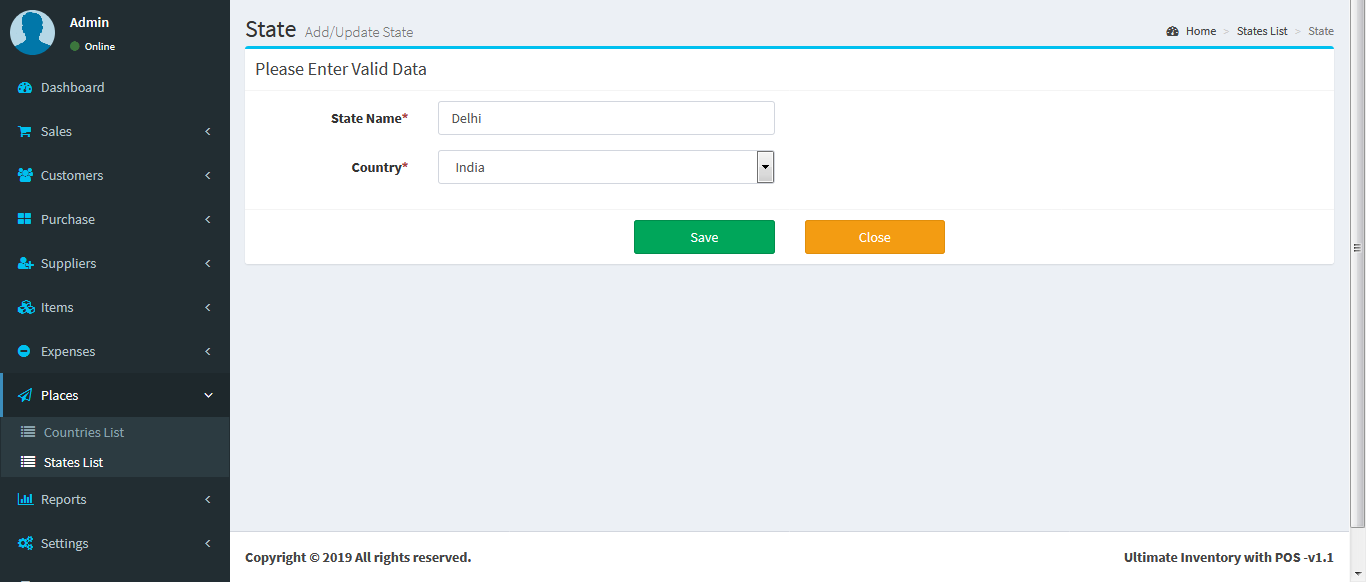 Admin
Online
Dashboard
Sales
Customers
Purchase
Suppliers
Items
Expenses
Places
Countries List
States List
Reports
Settings
State Add/Update State
Home > States List > State
Please Enter Valid Data
State Name*
Delhi
Country*
India
Save
Close
Copyright © 2019 All rights reserved.
Ultimate Inventory with POS -v1.1